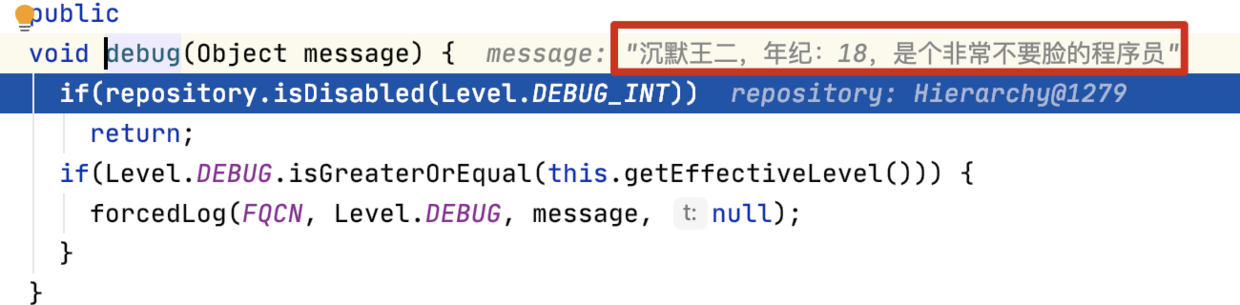 public
void debug(Object message) {  message: "沉默王二，年纪：18，是个非常不要脸的程序员"
if(repository.isDisabled(Level.DEBUG_INT))  repository: Hierarchy@1279
return;
if(Level.DEBUG.isGreaterOrEqual(this.getEffectiveLevel())) {
forcedLog(FQCN, Level.DEBUG, message, t: null);
}
}